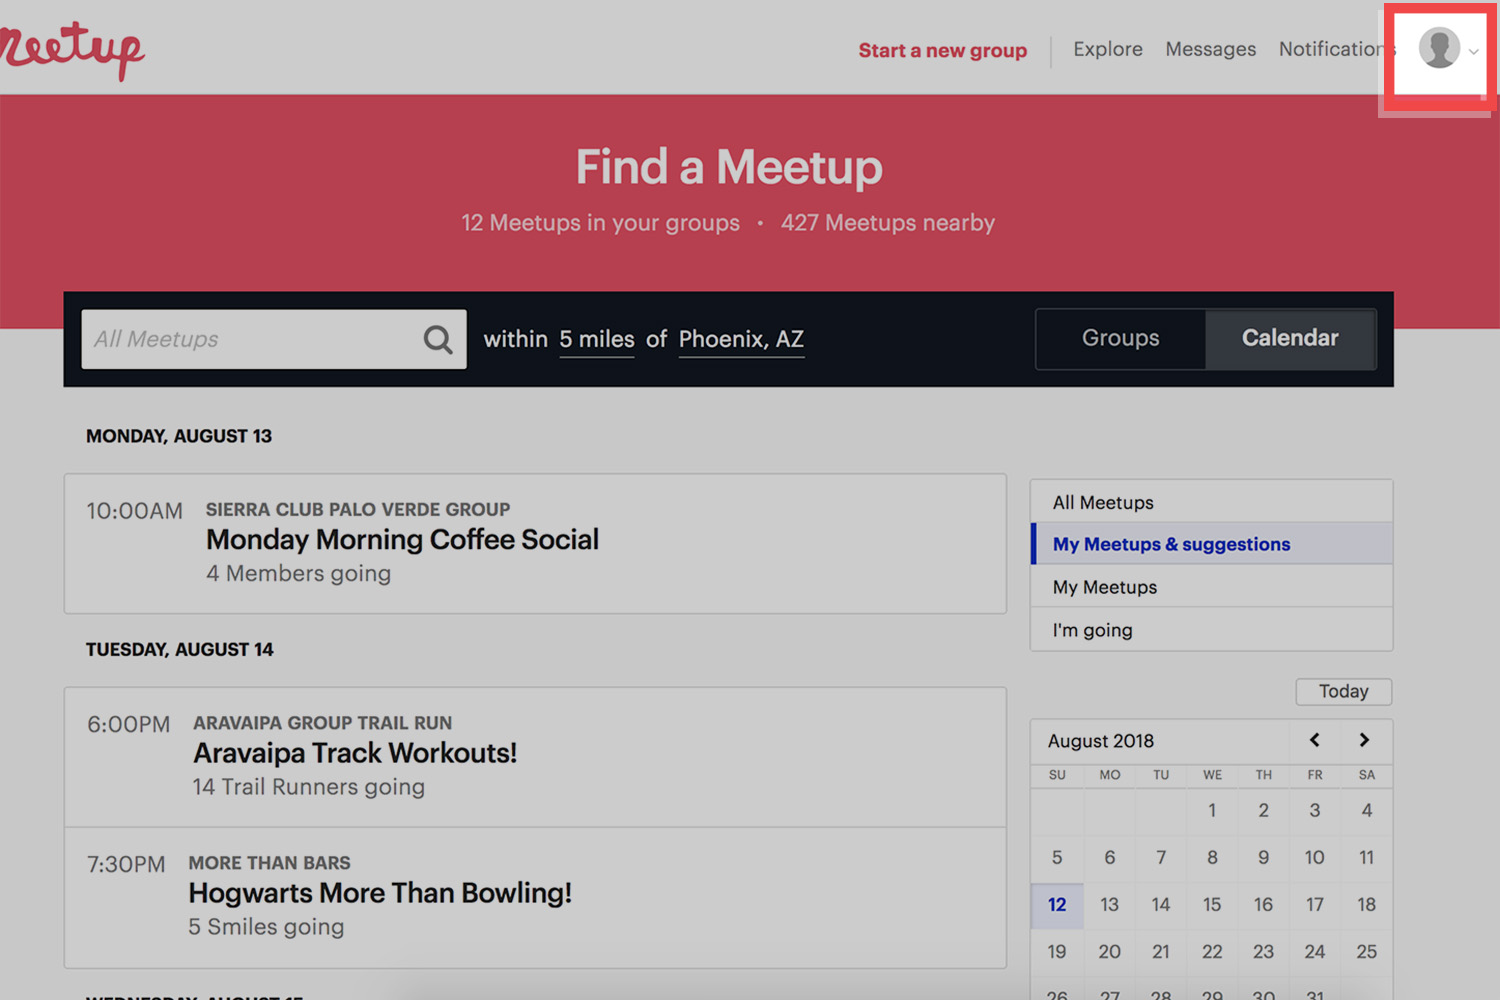 meetup
Start a new group Explore Messages Notifications
Find a Meetup
12 Meetups in your groups • 427 Meetups nearby
All Meetups within 5 miles of Phoenix, AZ Groups Calendar
MONDAY, AUGUST 13
10:00AM SIERRA CLUB PALO VERDE GROUP
Monday Morning Coffee Social
4 Members going
TUESDAY, AUGUST 14
6:00PM ARAVAIPA GROUP TRAIL RUN
Aravaipa Track Workouts!
14 Trail Runners going
7:30PM MORE THAN BARS
Hogwarts More Than Bowling!
5 Smiles going
WEDNESDAY, AUGUST 15
All Meetups
My Meetups & suggestions
My Meetups
I'm going
Today
August 2018
SU MO TU WE TH FR SA
1 2 3 4
5 6 7 8 9 10 11
12 13 14 15 16 17 18
19 20 21 22 23 24 25
26 27 28 29 30 31